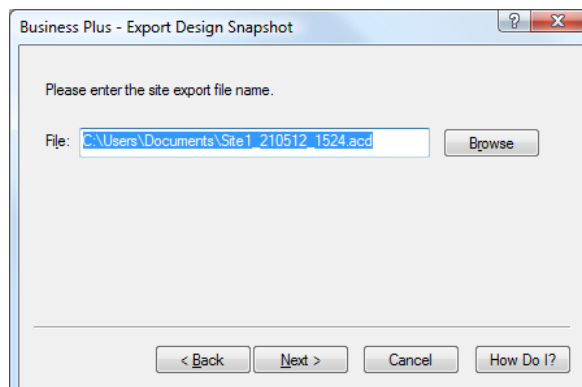 Business Plus - Export Design Snapshot
?
X
Please enter the site export file name.
File: C:\Users\Documents\Site1_210512_1524.acd Browse
< Back Next > Cancel How Do I?